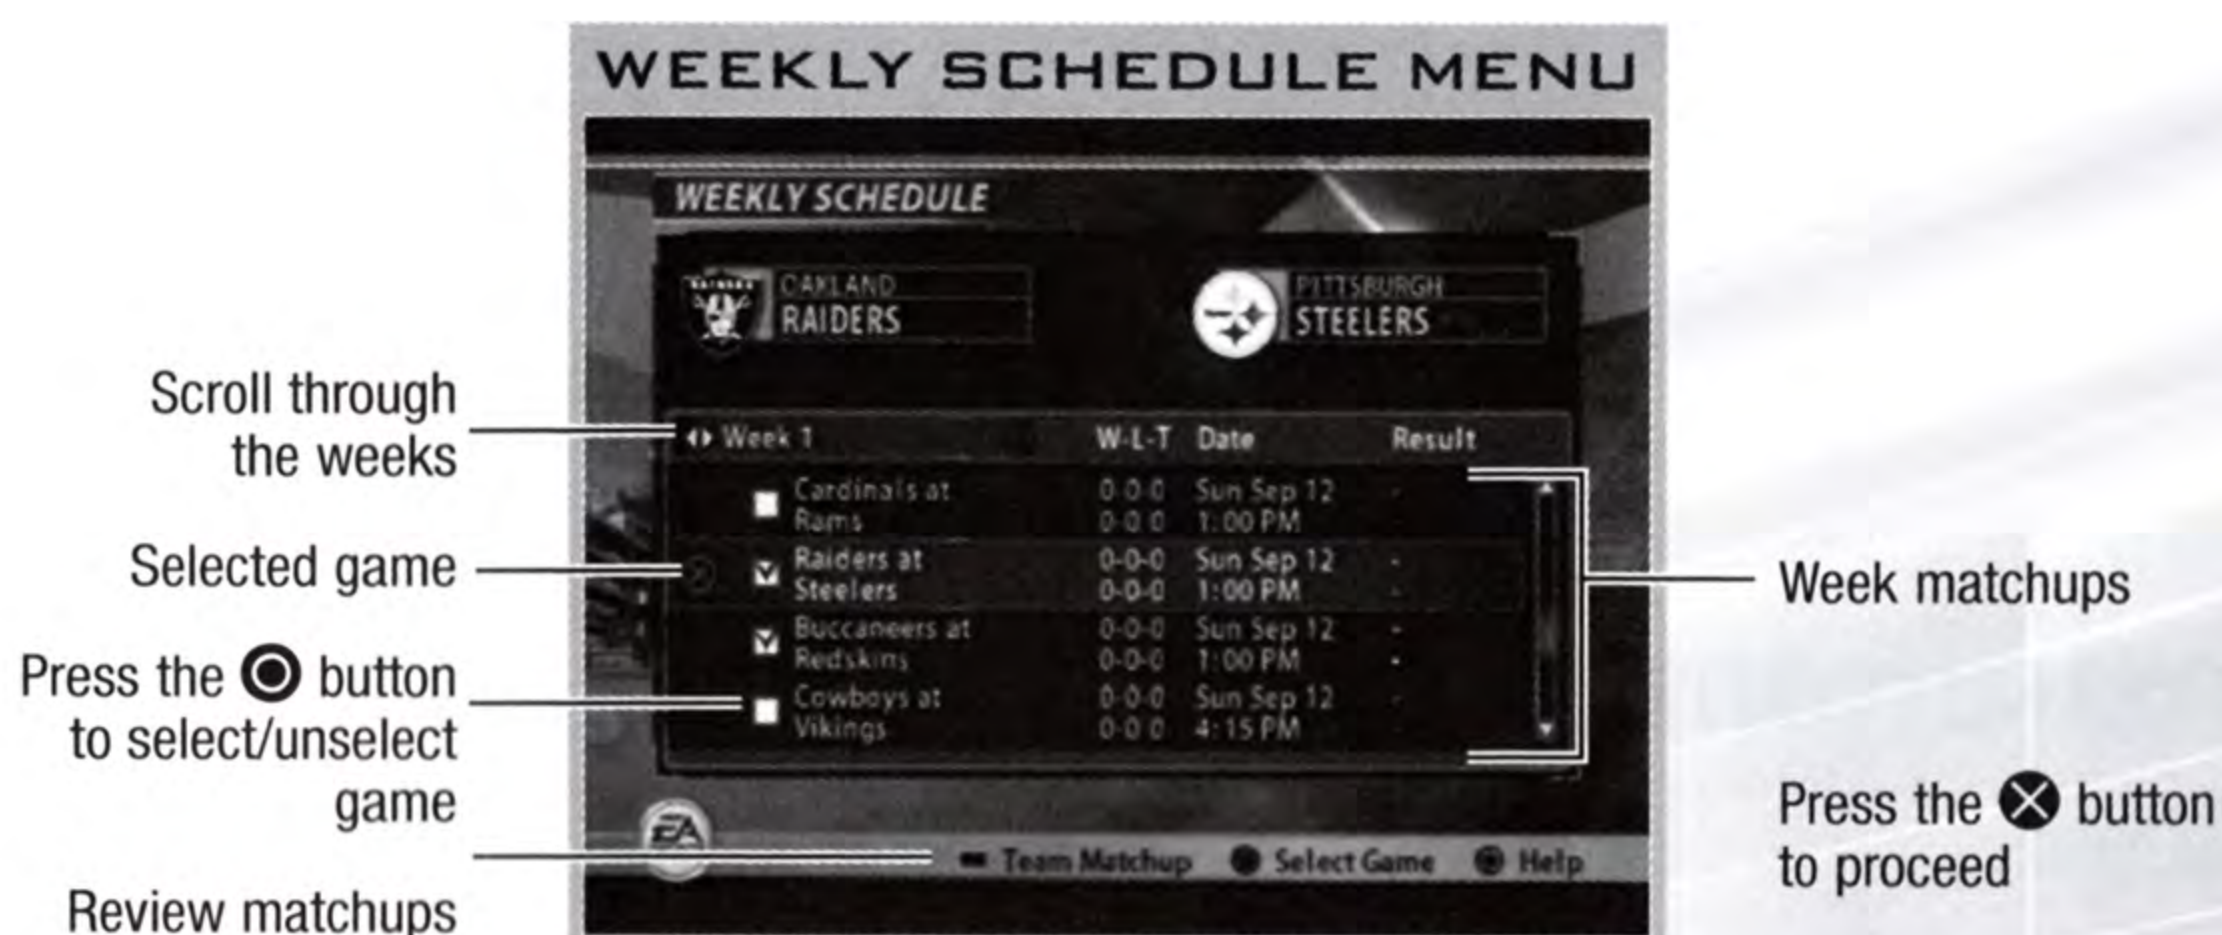 WEEKLY SCHEDULE MENU
WEEKLY SCHEDULE
OAKLAND
RAIDERS
PITTSBURGH
STEELERS
Week 1 W-L-T Date Result
Cardinals at 0-0-0 Sun Sep 12 -
Rams 0-0-0 1:00 PM -
Raiders at 0-0-0 Sun Sep 12 -
Steelers 0-0-0 1:00 PM -
Buccaneers at 0-0-0 Sun Sep 12 -
Redskins 0-0-0 1:00 PM -
Cowboys at 0-0-0 Sun Sep 12 -
Vikings 0-0-0 4:15 PM -
EA
Team Matchup Select Game Help
Scroll through
the weeks
Selected game
Press the button
to select/unselect
game
Review matchups
Week matchups
Press the button
to proceed